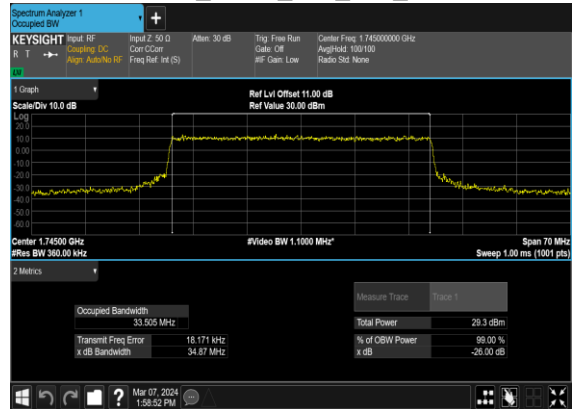 Spectrum Analyzer 1
Occupied BW
+
KEYSIGHT Input: RF Input Z: 50 Ω Atten: 30 dB Trig: Free Run Center Freq: 1.745000000 GHz
R T Coupling: DC Corr CCorr Gate: Off Avg|Hold: 100/100
Align: Auto/No RF Freq Ref: Int (S) #IF Gain: Low Radio Std: None
LW
1 Graph
Ref Lvl Offset 11.00 dB
Scale/Div 10.0 dB Ref Value 30.00 dBm
Log
20.0
10.0
0.00
-10.0
-20.0
-30.0
-40.0
-50.0
-60.0
Center 1.74500 GHz #Video BW 1.1000 MHz* Span 70 MHz
#Res BW 360.00 kHz Sweep 1.00 ms (1001 pts)
2 Metrics
Measure Trace Trace 1
Occupied Bandwidth
33.505 MHz Total Power 29.3 dBm
Transmit Freq Error 18.171 kHz % of OBW Power 99.00 %
x dB Bandwidth 34.87 MHz x dB -26.00 dB
? Mar 07, 2024
1:58:52 PM